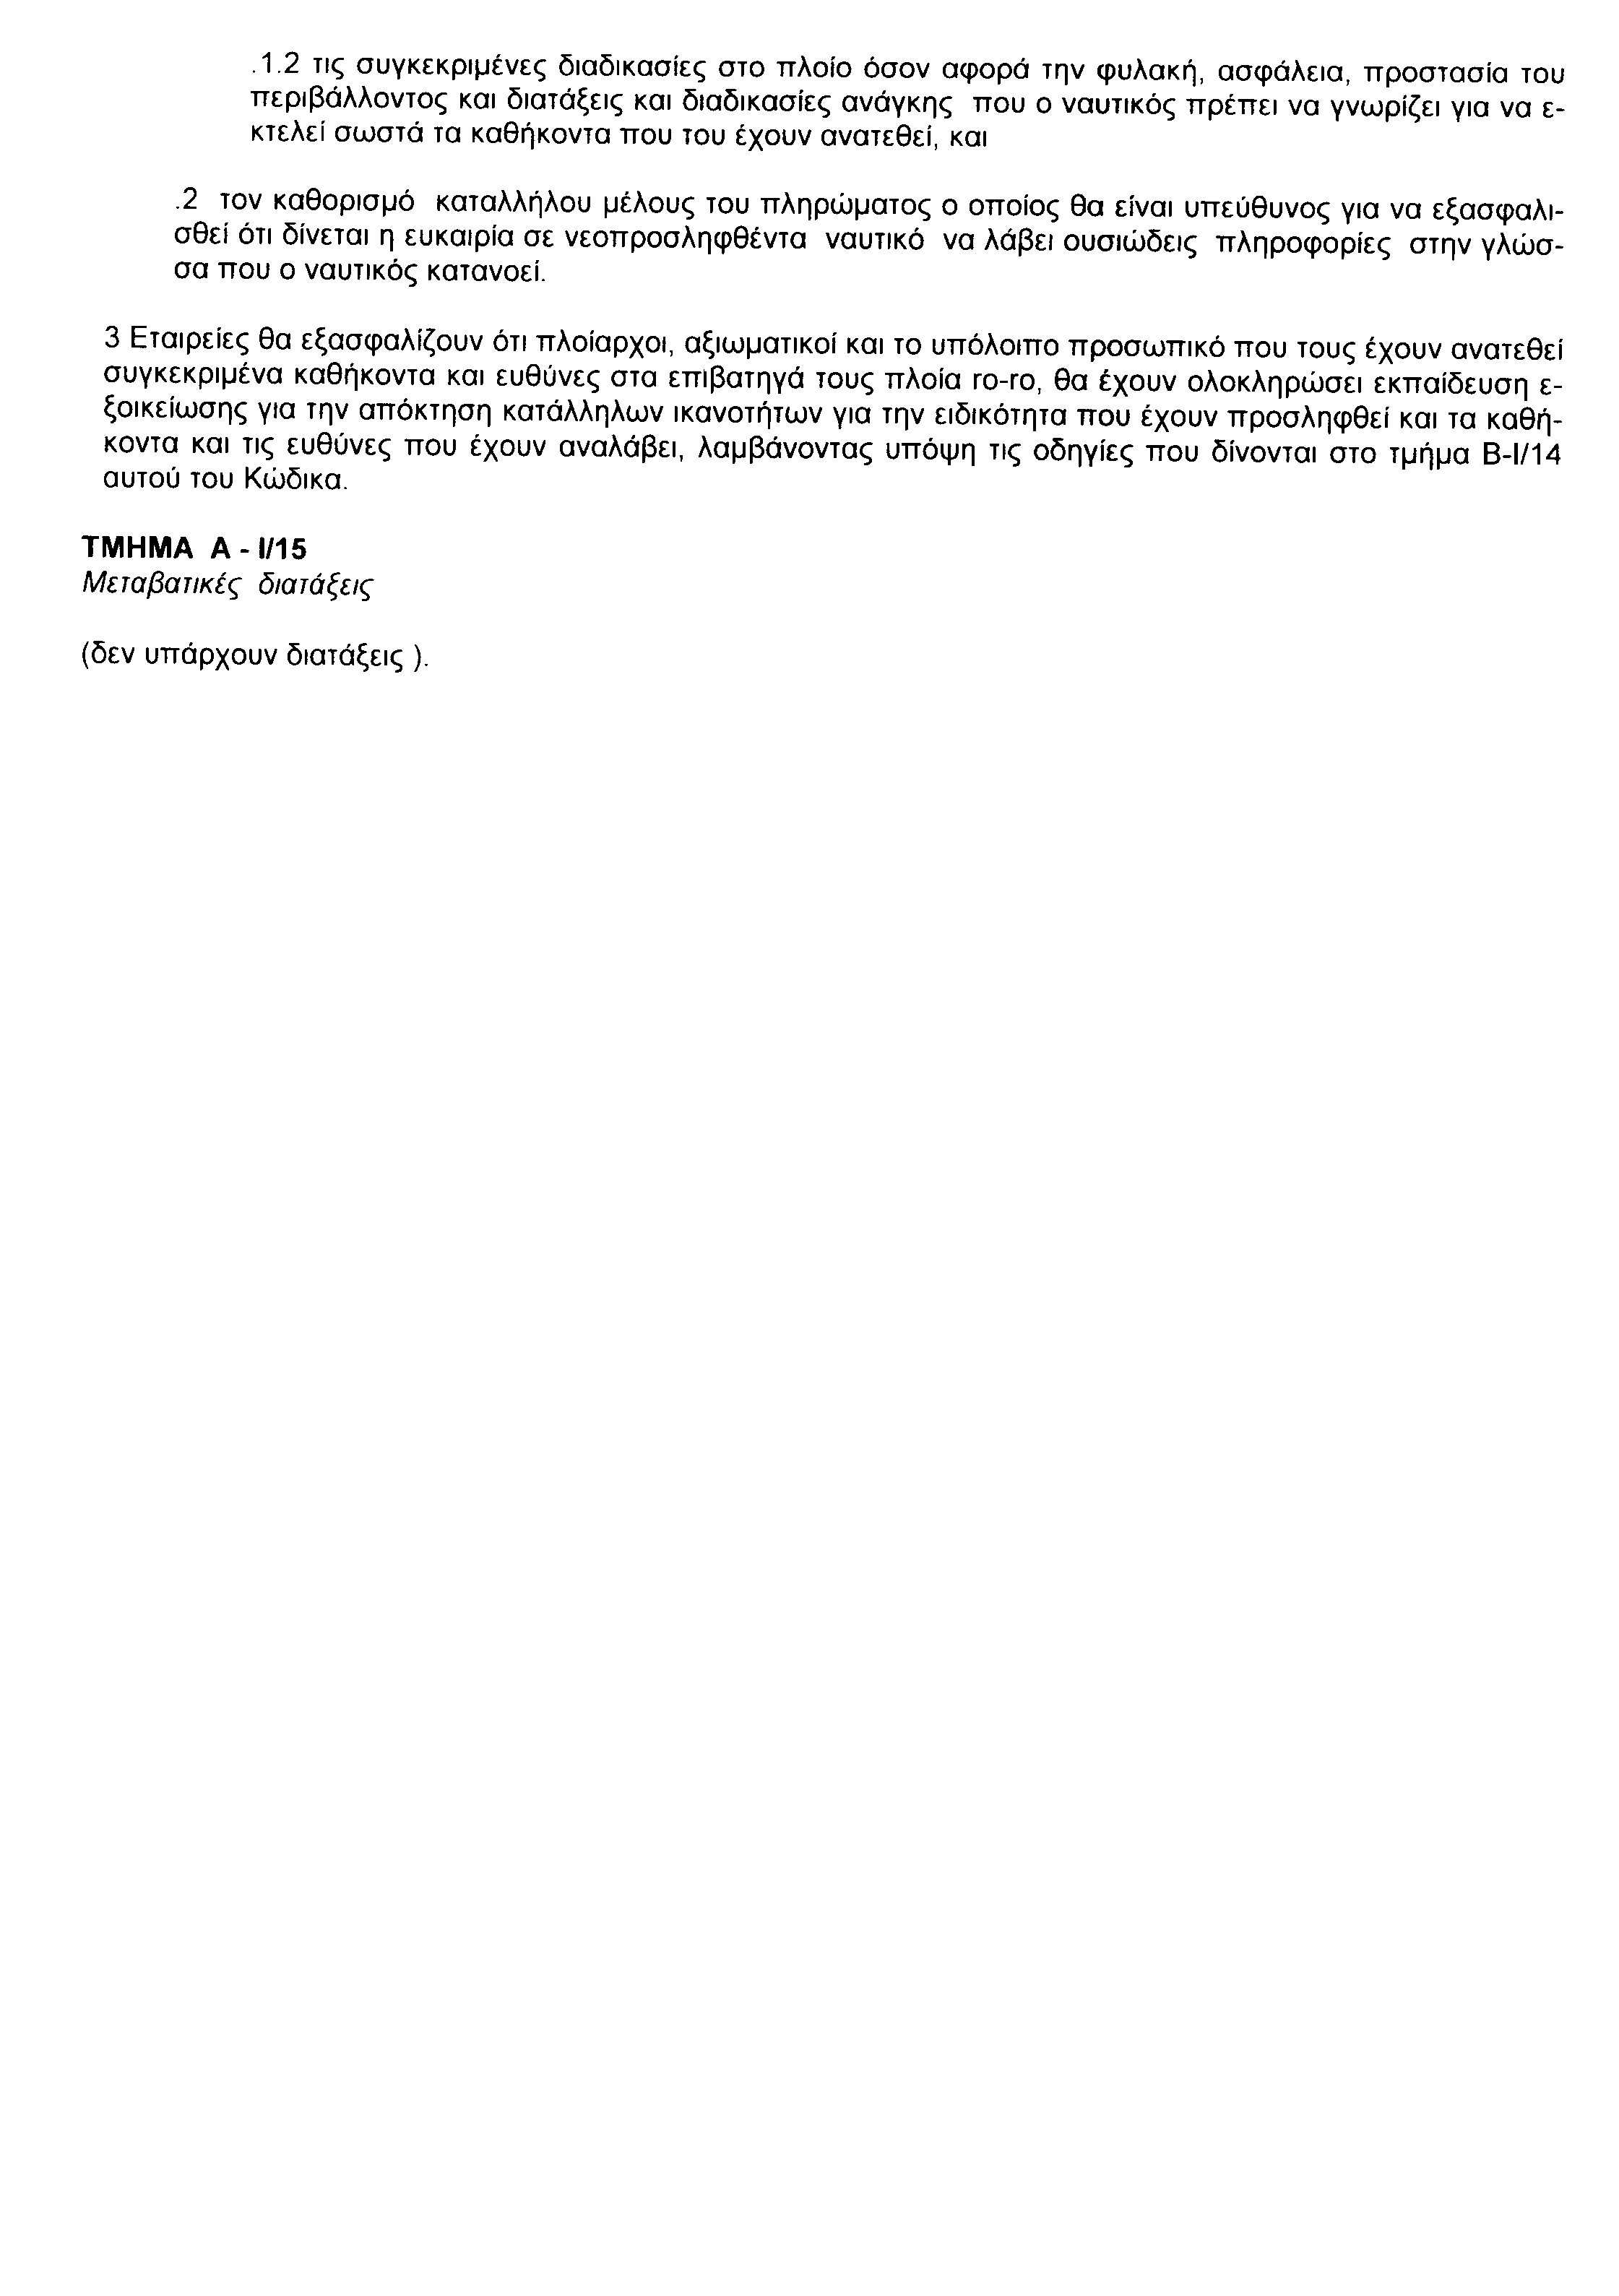 .1.2 τις συγκεκριμένες διαδικασίες στο πλοίο όσον αφορά την φυλακή, ασφάλεια, προστασία του
περιβάλλοντος και διατάξεις και διαδικασίες ανάγκης που ο ναυτικός πρέπει να γνωρίζει για να ε-
κτελεί σωστά τα καθήκοντα που του έχουν ανατεθεί, και
.2 τον καθορισμό καταλλήλου μέλους του πληρώματος ο οποίος θα είναι υπεύθυνος για να εξασφαλι-
σθεί ότι δίνεται η ευκαιρία σε νεοπροσληφθέντα ναυτικό να λάβει ουσιώδεις πληροφορίες στην γλώσ-
σα που ο ναυτικός κατανοεί.
3 Εταιρείες θα εξασφαλίζουν ότι πλοίαρχοι, αξιωματικοί και το υπόλοιπο προσωπικό που τους έχουν ανατεθεί
συγκεκριμένα καθήκοντα και ευθύνες στα επιβατηγά τους πλοία ro-ro, θα έχουν ολοκληρώσει εκπαίδευση ε-
ξοικείωσης για την απόκτηση κατάλληλων ικανοτήτων για την ειδικότητα που έχουν προσληφθεί και τα καθή-
κοντα και τις ευθύνες που έχουν αναλάβει, λαμβάνοντας υπόψη τις οδηγίες που δίνονται στο τμήμα Β-Ι/14
αυτού του Κώδικα.
ΤΜΗΜΑ Α - Ι/15
Μεταβατικές διατάξεις
(δεν υπάρχουν διατάξεις ).